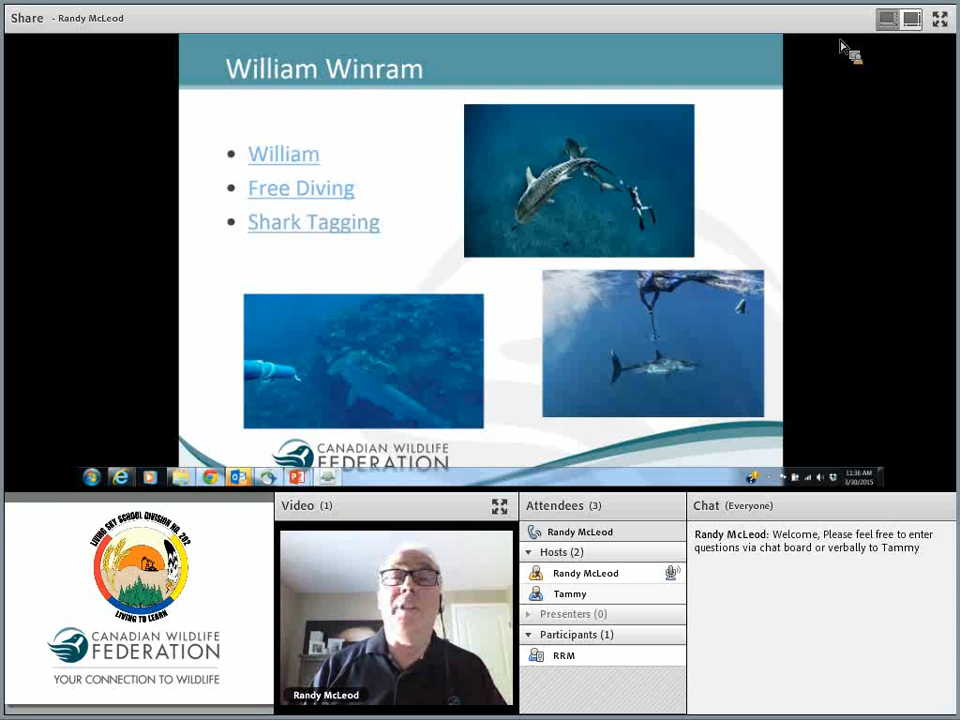 Share - Randy McLeod
William Winram
William
Free Diving
Shark Tagging
CANADIAN WILDLIFE
FEDERATION
11:36 AM
3/30/2015
LIVING SKY SCHOOL DIVISION NO. 202
LIVING TO LEARN
CANADIAN WILDLIFE
FEDERATION
YOUR CONNECTION TO WILDLIFE
Video (1)
Randy McLeod
Attendees (3)
Randy McLeod
Hosts (2)
Randy McLeod
Tammy
Presenters (0)
Participants (1)
RRM
Chat (Everyone)
Randy McLeod: Welcome, Please feel free to enter
questions via chat board or verbally to Tammy